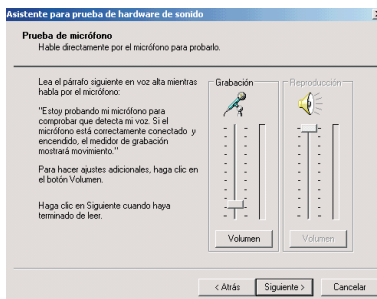 Asistente para prueba de hardware de sonido
Prueba de micrófono
Hable directamente por el micrófono para probarlo.
Lea el párrafo siguiente en voz alta mientras
habla por el micrófono:
"Estoy probando mi micrófono para
comprobar que detecta mi voz. Si el
micrófono está correctamente conectado y
encendido, el medidor de grabación
mostrará movimiento."
Para hacer ajustes adicionales, haga clic en
el botón Volumen.
Haga clic en Siguiente cuando haya
terminado de leer.
Grabación
Volumen
Reproducción
Volumen
< Atrás Siguiente > Cancelar